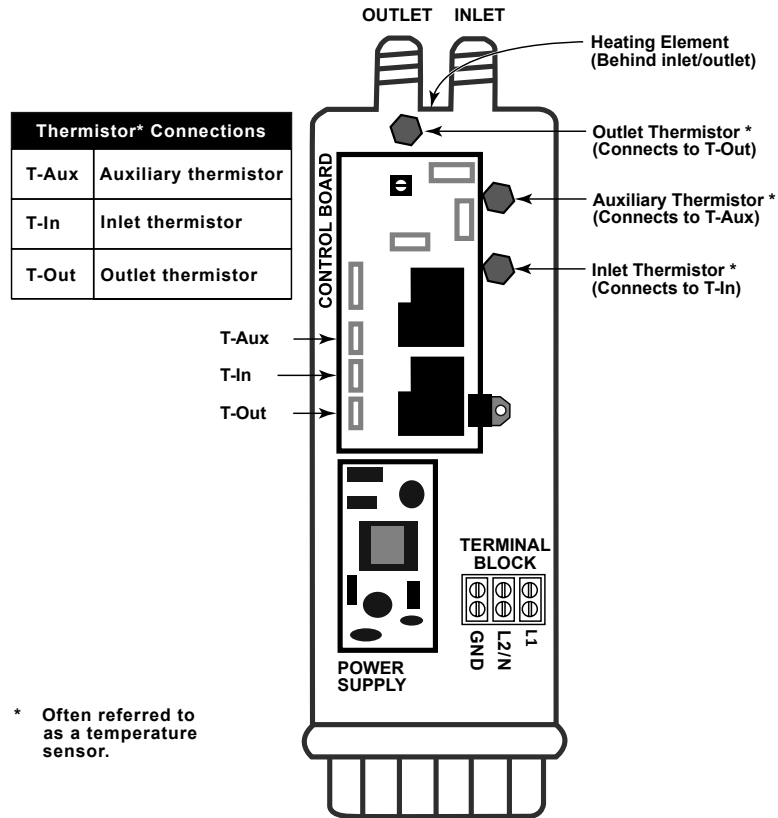 OUTLET INLET
Heating Element
(Behind inlet/outlet)
Thermistor* Connections
T-Aux Auxiliary thermistor
T-In Inlet thermistor
T-Out Outlet thermistor
Outlet Thermistor *
(Connects to T-Out)
CONTROL BOARD
Auxiliary Thermistor *
(Connects to T-Aux)
Inlet Thermistor *
(Connects to T-In)
T-Aux
T-In
T-Out
TERMINAL
BLOCK
GND
L2/N
L1
POWER
SUPPLY
* Often referred to
as a temperature
sensor.